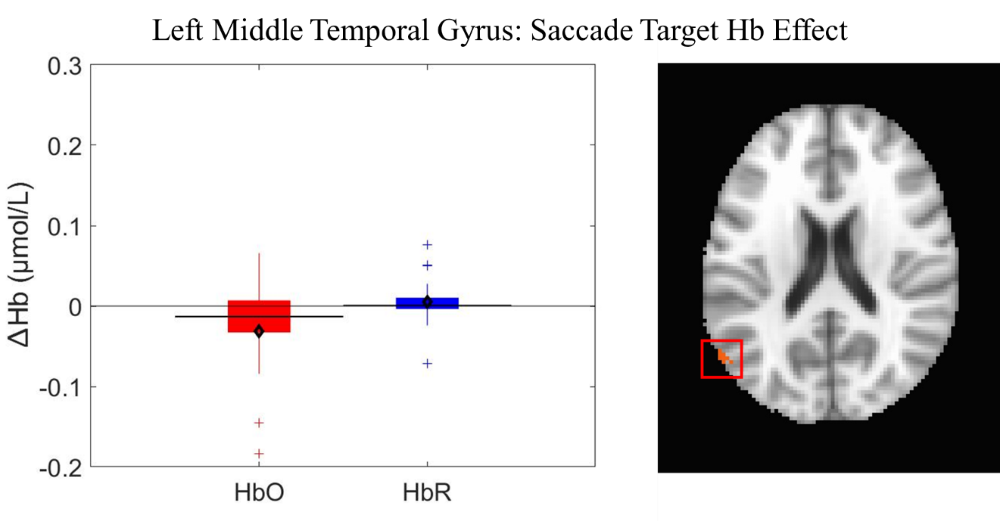 Left Middle Temporal Gyrus: Saccade Target Hb Effect
0.3
0.2
0.1
0
-0.1
-0.2
ΔHb (μmol/L)
HbO HbR